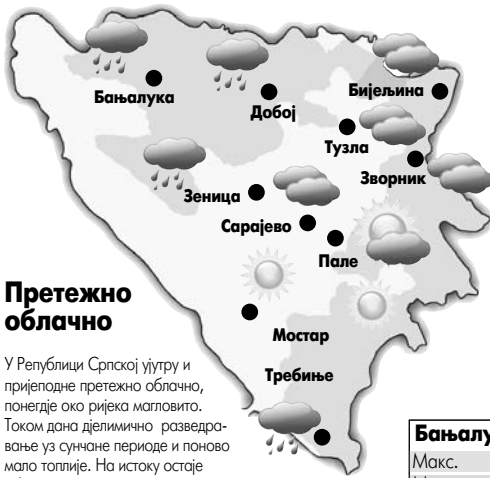 Бањалука
Добој
Бијељина
Тузла
Зворник
Зеница
Сарајево
Пале
Мостар
Требиње
Претежно
облачно
У Републици Српској ујутру и
пријеподне претежно облачно,
понегдје око ријека магловито.
Током дана дјелимично разведра-
вање уз сунчане периоде и поново
мало топлије. На истоку остаје
Макс.